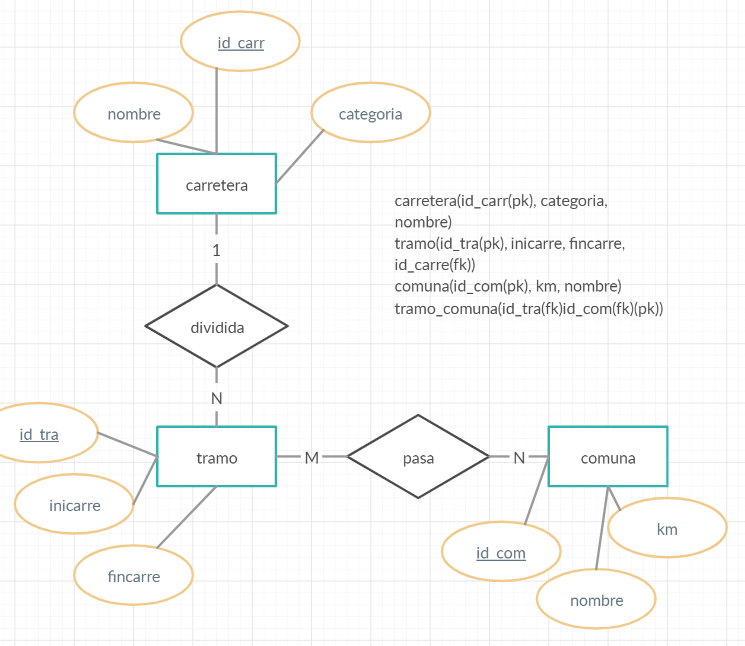 id_carr
nombre
categoria
carretera
carretera(id_carr(pk), categoria,
nombre)
tramo(id_tra(pk), inicarre, fincarre,
id_carre(fk))
comuna(id_com(pk), km, nombre)
tramo_comuna(id_tra(fk)id_com(fk)(pk))
1
dividida
N
id_tra
tramo
M
pasa
N
comuna
inicarre
km
id_com
fincarre
nombre